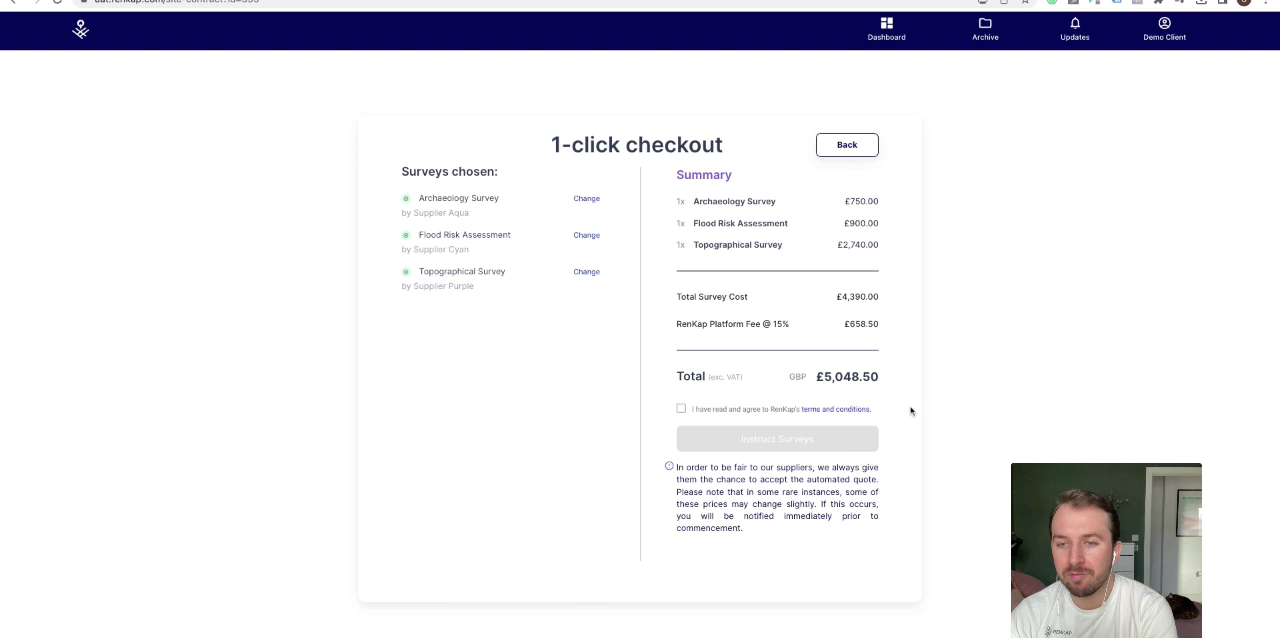 Dashboard
Archive
Updates
Demo Client
1-click checkout
Back
Surveys chosen:
Archaeology Survey
Change
by Supplier Aqua
Flood Risk Assessment
Change
by Supplier Cyan
Topographical Survey
Change
by Supplier Purple
Summary
1x Archaeology Survey £750.00
1x Flood Risk Assessment £900.00
1x Topographical Survey £2,740.00
Total Survey Cost £4,390.00
RenKap Platform Fee @ 15% £658.50
Total (exc. VAT) GBP £5,048.50
I have read and agree to RenKap's terms and conditions.
Instruct Surveys
In order to be fair to our suppliers, we always give
them the chance to accept the automated quote.
Please note that in some rare instances, some of
these prices may change slightly. If this occurs,
you will be notified immediately prior to
commencement.
RENKAP